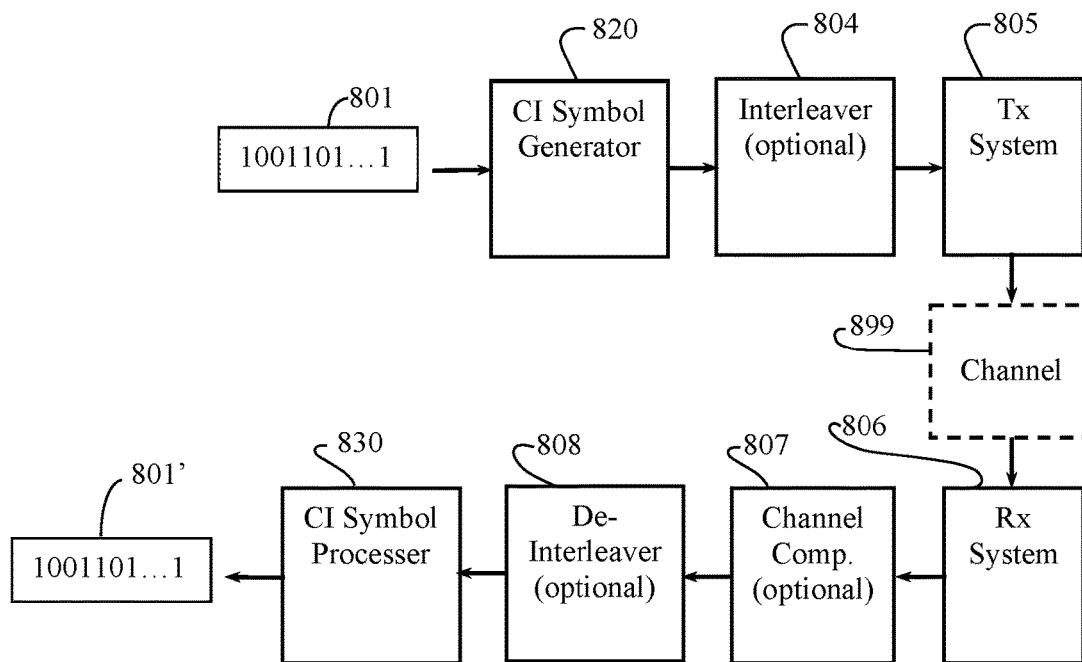 820
804
805
801
CI Symbol
Generator
Interleaver
(optional)
Tx
System
1001101...1
899
Channel
806
830
808
807
801’
CI Symbol
Processer
De-
Interleaver
(optional)
Channel
Comp.
(optional)
Rx
System
1001101...1